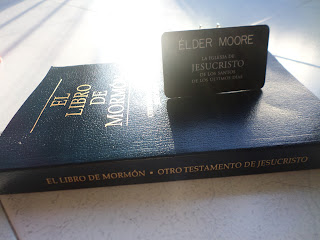 EL LIBRO
DE
MORMÓN
ELDER MOORE
LA IGLESIA DE
JESUCRISTO
DE LOS SANTOS
DE LOS ÚLTIMOS DÍAS
EL LIBRO DE MORMÓN • OTRO TESTAMENTO DE JESUCRISTO